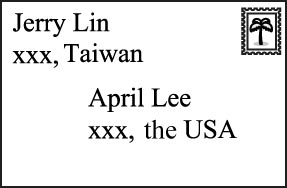 Jerry Lin
xxx, Taiwan
April Lee
xxx, the USA